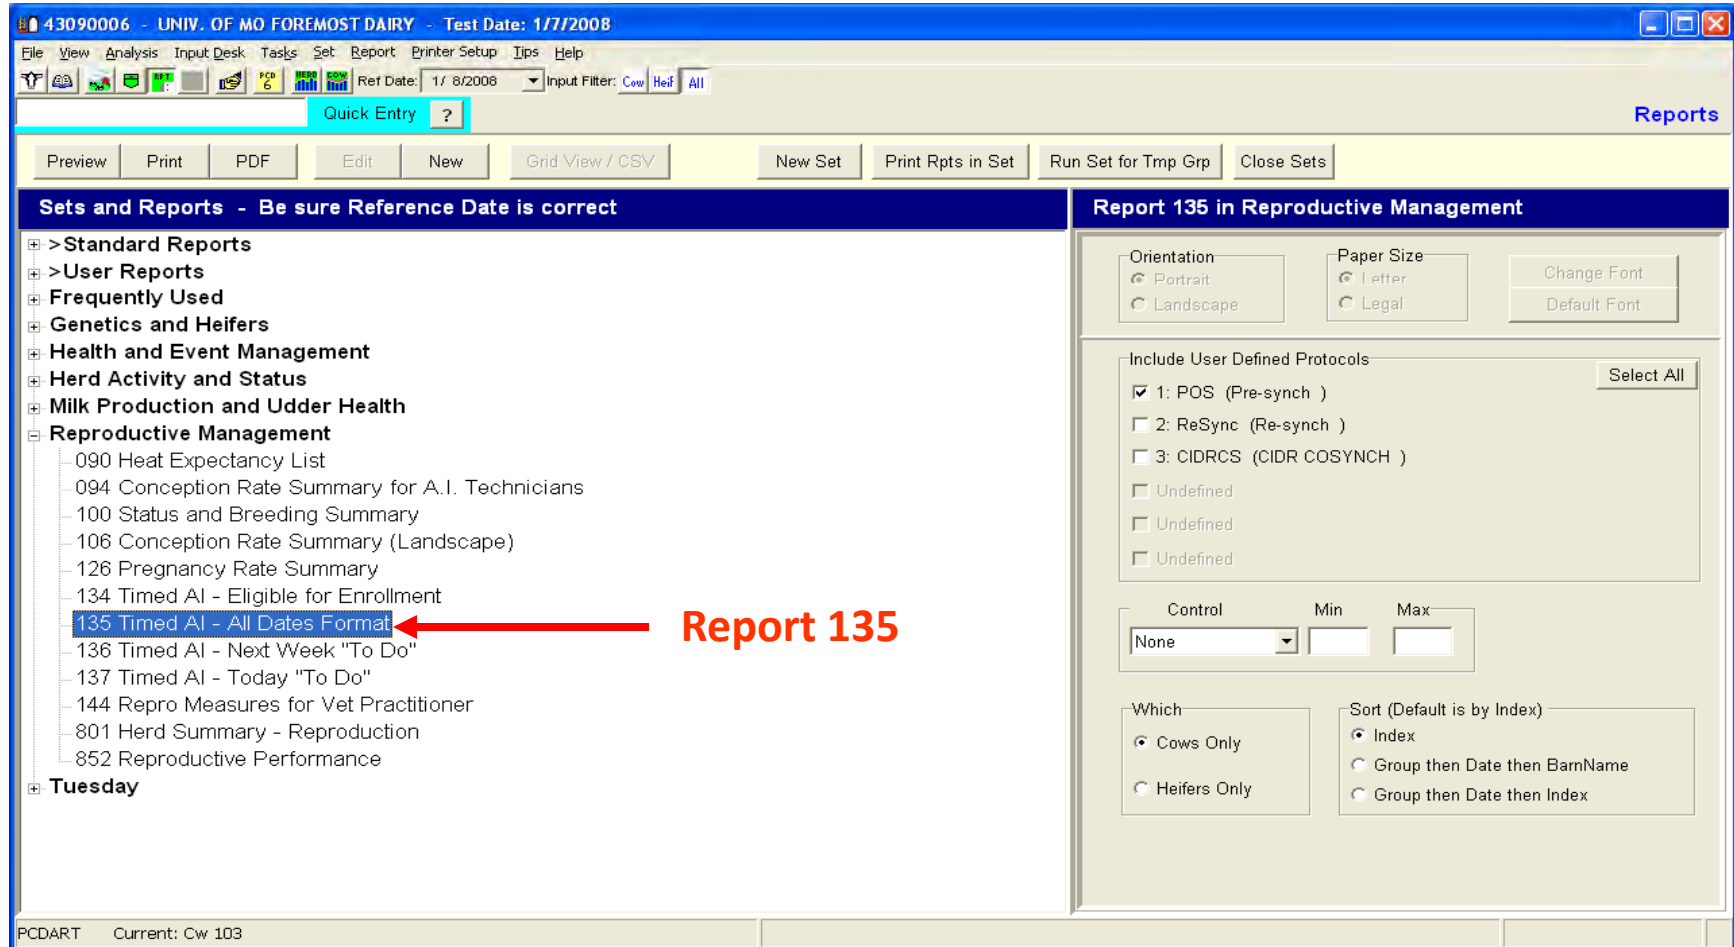 43090006 - UNIV. OF MO FOREMOST DAIRY - Test Date: 1/7/2008
File View Analysis Input Desk Tasks Set Report Printer Setup Tips Help
RPT PCD 6 HERD COW Ref Date: 1/ 8/2008 Input Filter: Cow Heif All
Quick Entry ? Reports
Preview Print PDF Edit New Grid View / CSV New Set Print Rpts in Set Run Set for Tmp Grp Close Sets
Sets and Reports - Be sure Reference Date is correct
>Standard Reports
>User Reports
Frequently Used
Genetics and Heifers
Health and Event Management
Herd Activity and Status
Milk Production and Udder Health
Reproductive Management
090 Heat Expectancy List
094 Conception Rate Summary for A.I. Technicians
100 Status and Breeding Summary
106 Conception Rate Summary (Landscape)
126 Pregnancy Rate Summary
134 Timed AI - Eligible for Enrollment
135 Timed AI - All Dates Format
136 Timed AI - Next Week "To Do"
137 Timed AI - Today "To Do"
144 Repro Measures for Vet Practitioner
801 Herd Summary - Reproduction
852 Reproductive Performance
Tuesday
Report 135
Report 135 in Reproductive Management
Orientation
Portrait
Landscape
Paper Size
Letter
Legal
Change Font
Default Font
Include User Defined Protocols
Select All
1: POS (Pre-synch )
2: ReSync (Re-synch )
3: CIDRCS (CIDR COSYNCH )
Undefined
Undefined
Undefined
Control Min Max
None
Which
Cows Only
Heifers Only
Sort (Default is by Index)
Index
Group then Date then BarnName
Group then Date then Index
PCDART Current: Cw 103